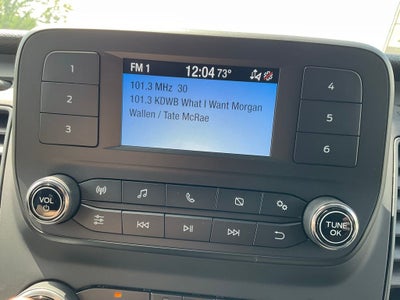 FM 1 12:04 73°
1 101.3 MHz 30 4
101.3 KDWB What I Want Morgan
2 Wallen / Tate McRae 5
3 6
VOL
TUNE
OK